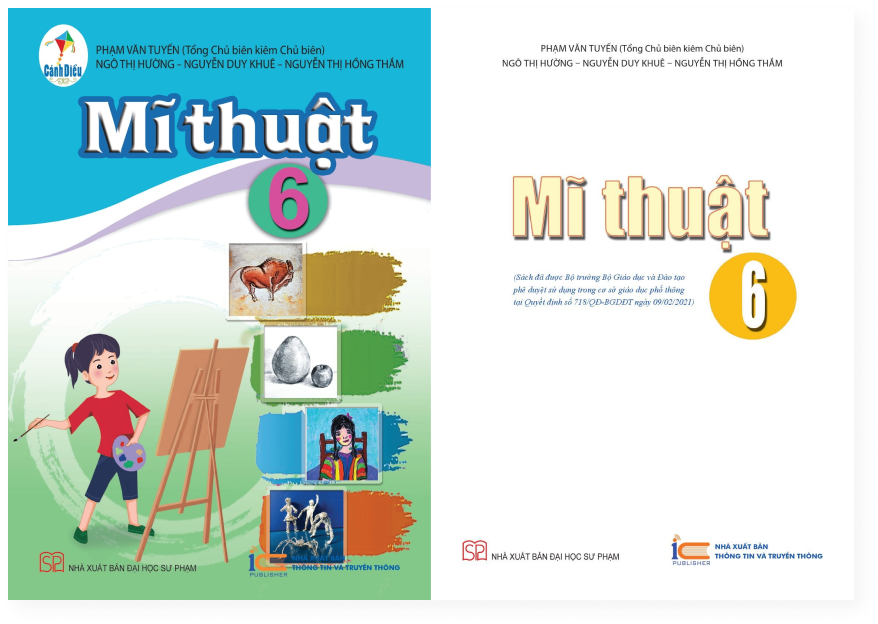 Cánh Diều
PHẠM VĂN TUYẾN (Tổng Chủ biên kiêm Chủ biên)
NGÔ THỊ HƯỜNG – NGUYỄN DUY KHUÊ – NGUYỄN THỊ HỒNG THẮM
Mĩ thuật
6
SP
NHÀ XUẤT BẢN ĐẠI HỌC SƯ PHẠM
iC
PUBLISHER
THÔNG TIN VÀ TRUYỀN THÔNG
PHẠM VĂN TUYẾN (Tổng Chủ biên kiêm Chủ biên)
NGÔ THỊ HƯỜNG – NGUYỄN DUY KHUÊ – NGUYỄN THỊ HỒNG THẮM
Mĩ thuật
6
(Sách đã được Bộ trưởng Bộ Giáo dục và Đào tạo
phê duyệt sử dụng trong cơ sở giáo dục phổ thông
tại Quyết định số 718/QĐ-BGDĐT ngày 09/02/2021)
SP
NHÀ XUẤT BẢN ĐẠI HỌC SƯ PHẠM
iC
PUBLISHER
NHÀ XUẤT BẢN
THÔNG TIN VÀ TRUYỀN THÔNG